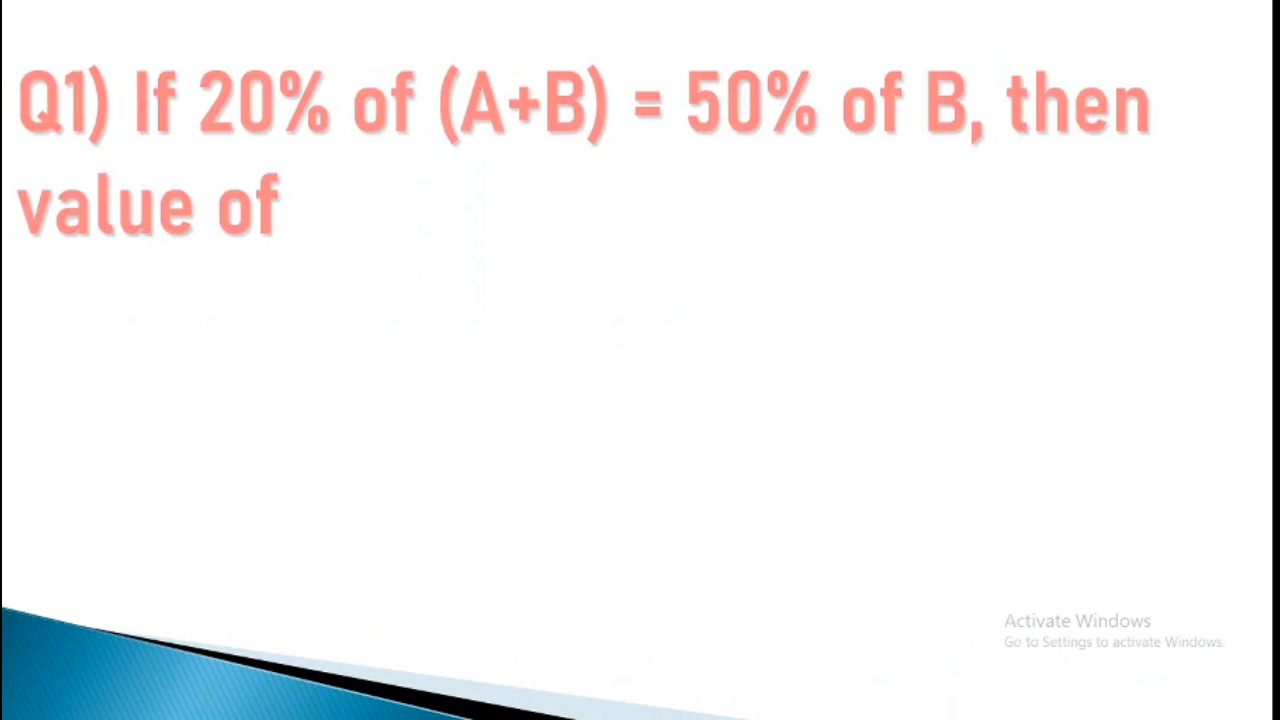 Q1) If 20% of (A+B) = 50% of B, then
value of
Activate Windows
Go to Settings to activate Windows.